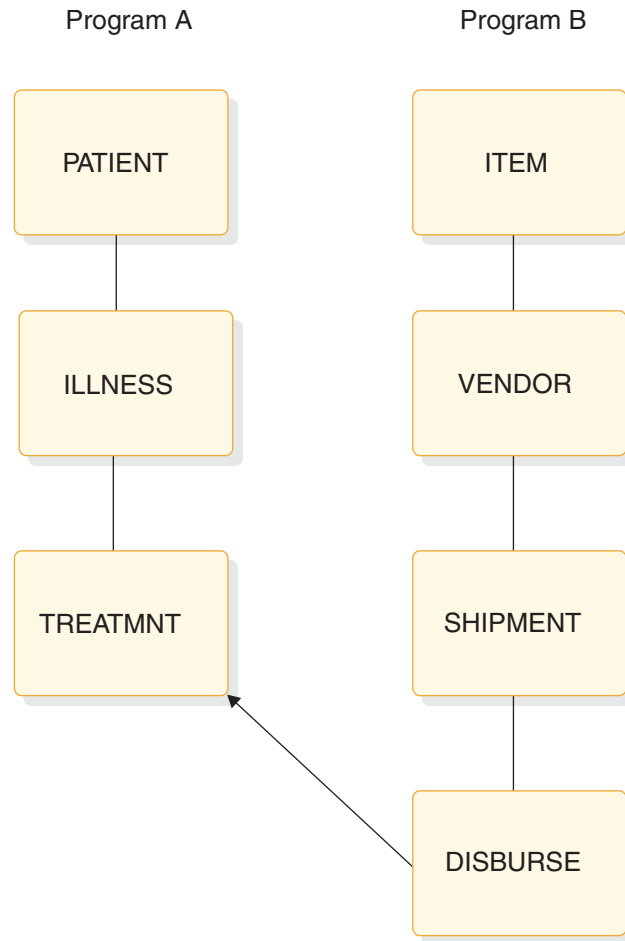 Program A
Program B
PATIENT
ITEM
ILLNESS
VENDOR
TREATMNT
SHIPMENT
DISBURSE